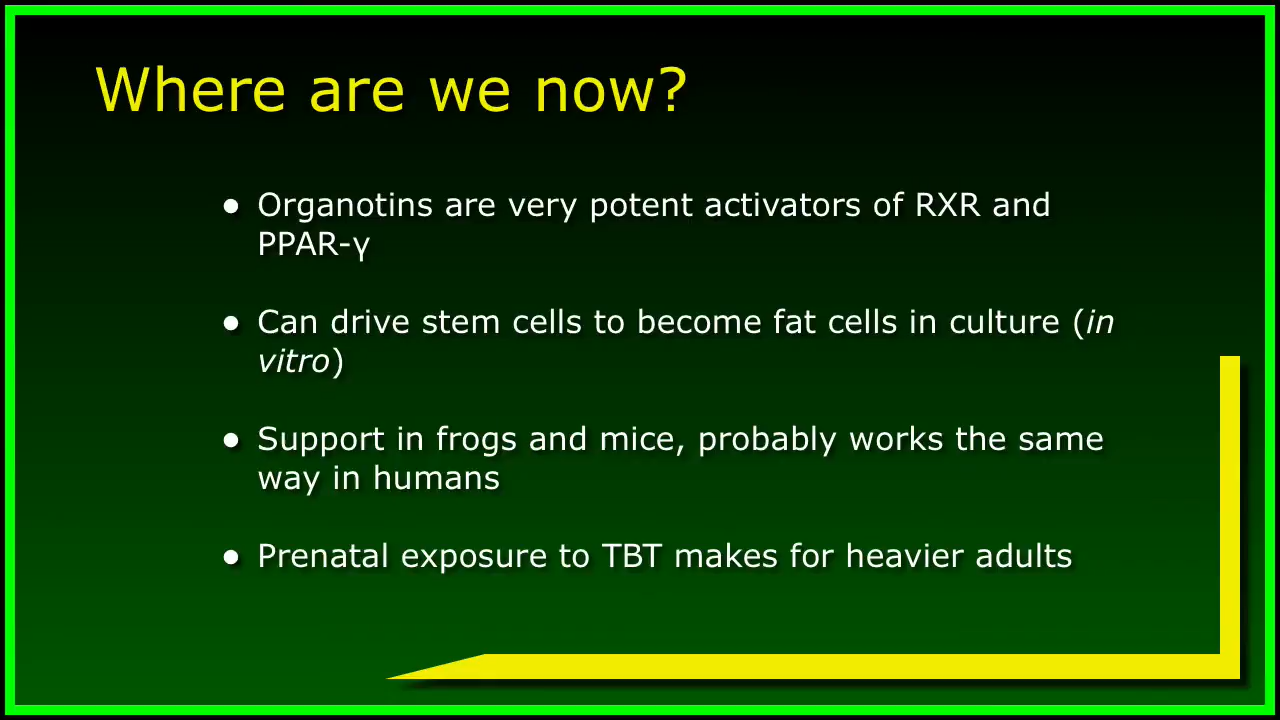 Where are we now?
• Organotins are very potent activators of RXR and
PPAR-γ
• Can drive stem cells to become fat cells in culture (in
vitro)
• Support in frogs and mice, probably works the same
way in humans
• Prenatal exposure to TBT makes for heavier adults